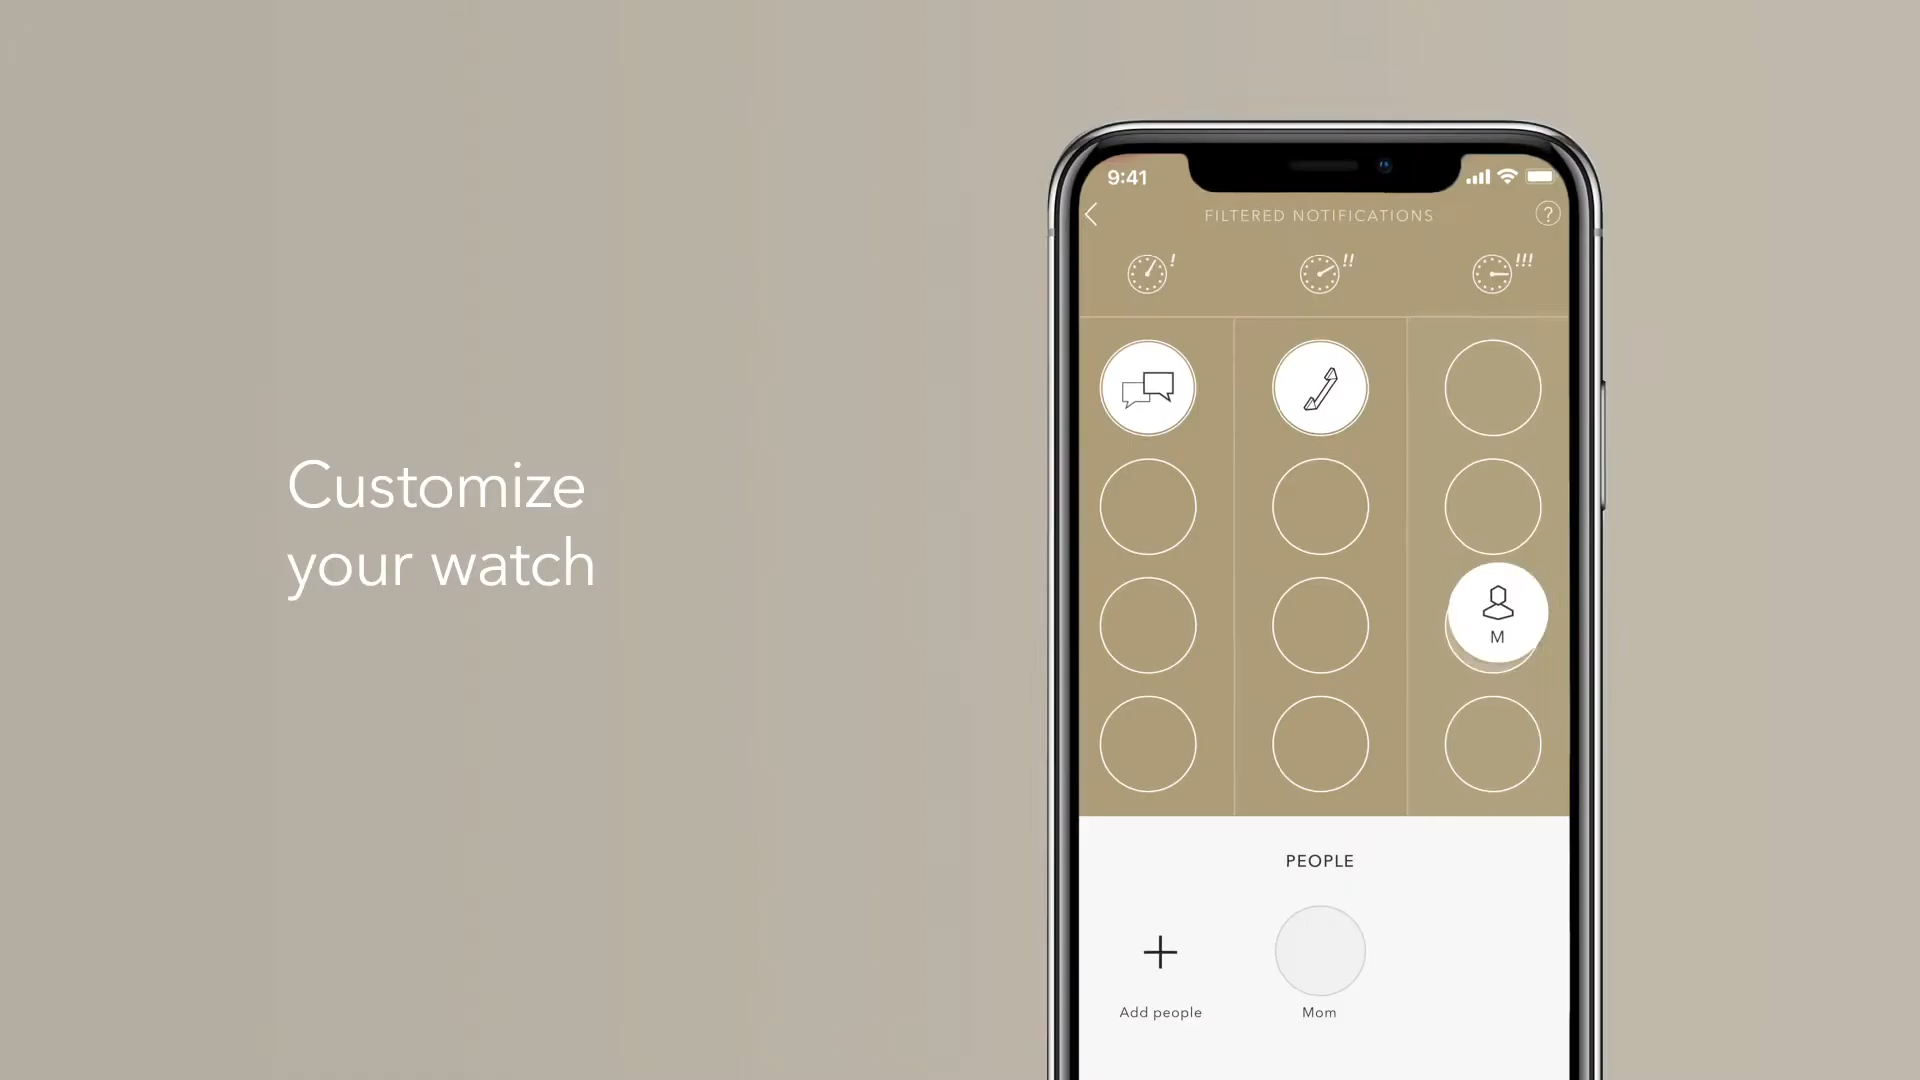 Customize
your watch
9:41
FILTERED NOTIFICATIONS
?
!
!!
!!!
M
PEOPLE
Add people
Mom